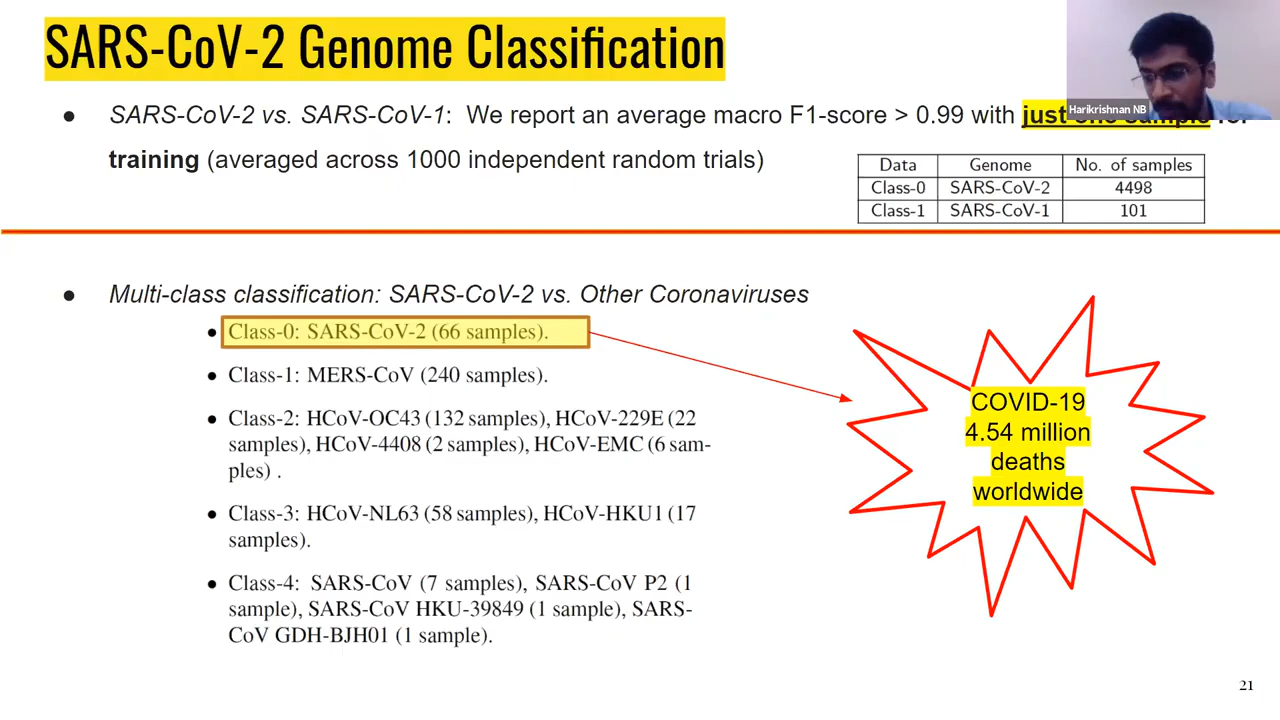 SARS-CoV-2 Genome Classification
Harikrishnan NB
● SARS-CoV-2 vs. SARS-CoV-1: We report an average macro F1-score > 0.99 with just one sample for
training (averaged across 1000 independent random trials)
Data Genome No. of samples
Class-0 SARS-CoV-2 4498
Class-1 SARS-CoV-1 101
● Multi-class classification: SARS-CoV-2 vs. Other Coronaviruses
● Class-0: SARS-CoV-2 (66 samples).
● Class-1: MERS-CoV (240 samples).
● Class-2: HCoV-OC43 (132 samples), HCoV-229E (22
samples), HCoV-4408 (2 samples), HCoV-EMC (6 sam-
ples) .
● Class-3: HCoV-NL63 (58 samples), HCoV-HKU1 (17
samples).
● Class-4: SARS-CoV (7 samples), SARS-CoV P2 (1
sample), SARS-CoV HKU-39849 (1 sample), SARS-
CoV GDH-BJH01 (1 sample).
COVID-19
4.54 million
deaths
worldwide
21